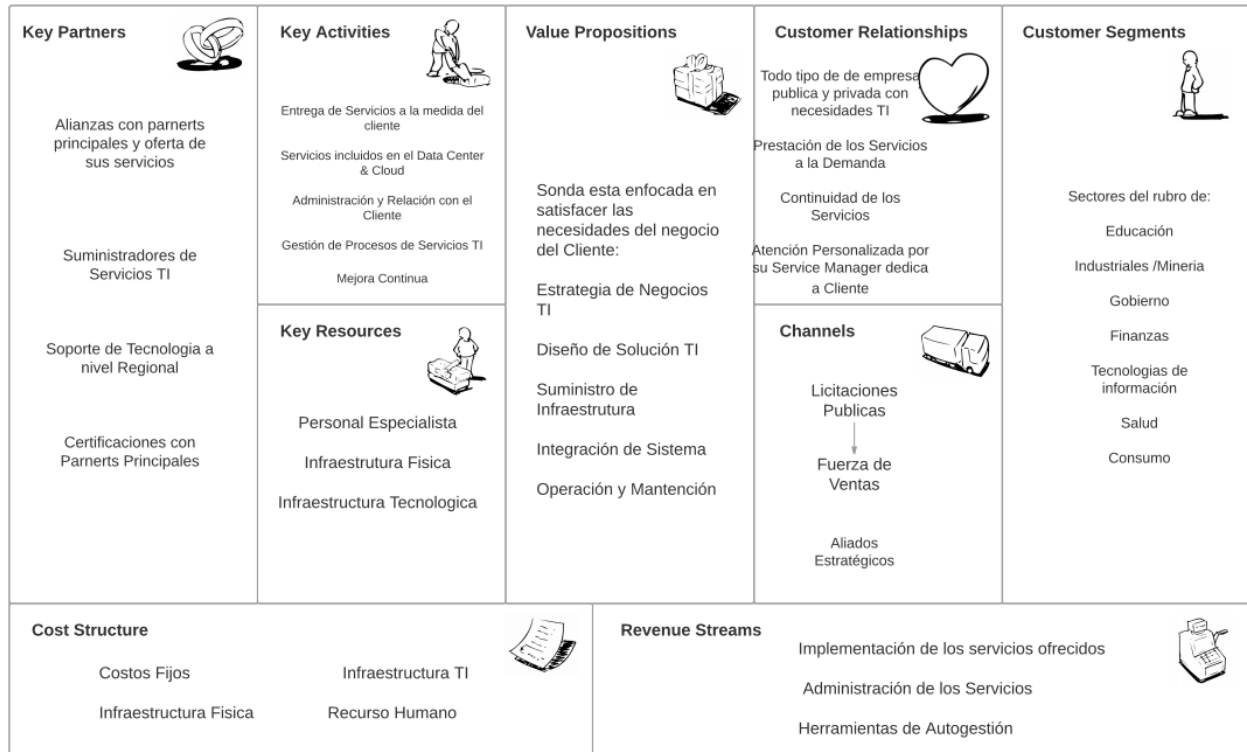 Key Partners
Alianzas con parnerts
principales y oferta de
sus servicios
Suministradores de
Servicios TI
Soporte de Tecnologia a
nivel Regional
Certificaciones con
Parnerts Principales
Key Activities
Entrega de Servicios a la medida del
cliente
Servicios incluidos en el Data Center
& Cloud
Administración y Relación con el
Cliente
Gestión de Procesos de Servicios TI
Mejora Continua
Key Resources
Personal Especialista
Infraestrutura Fisica
Infraestructura Tecnologica
Value Propositions
Sonda esta enfocada en
satisfacer las
necesidades del negocio
del Cliente:
Estrategia de Negocios
TI
Diseño de Solución TI
Suministro de
Infraestrutura
Integración de Sistema
Operación y Mantención
Customer Relationships
Todo tipo de de empresa
publica y privada con
necesidades TI
Prestación de los Servicios
a la Demanda
Continuidad de los
Servicios
Atención Personalizada por
su Service Manager dedica
a Cliente
Channels
Licitaciones
Publicas
Fuerza de
Ventas
Aliados
Estratégicos
Customer Segments
Sectores del rubro de:
Educación
Industriales /Mineria
Gobierno
Finanzas
Tecnologias de
información
Salud
Consumo
Cost Structure
Costos Fijos
Infraestructura TI
Infraestructura Fisica
Recurso Humano
Revenue Streams
Implementación de los servicios ofrecidos
Administración de los Servicios
Herramientas de Autogestión